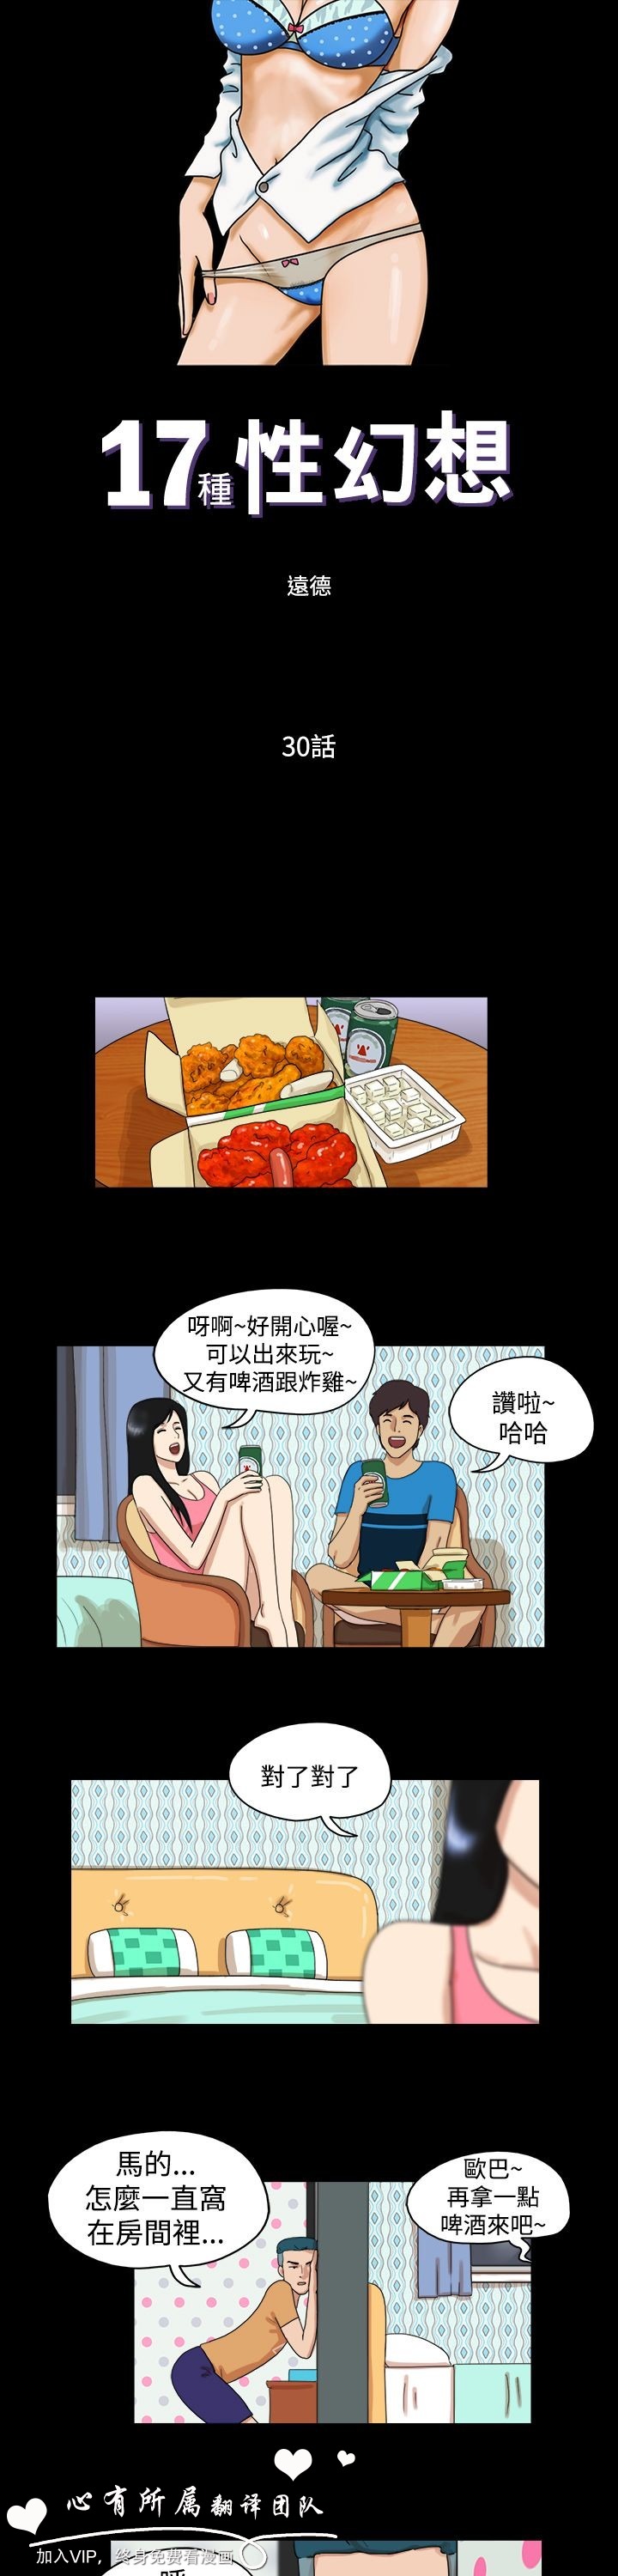 17種性幻想
遠德
30話
呀啊~好開心喔~
可以出來玩~
又有啤酒跟炸雞~
讚啦~
哈哈
對了對了
馬的...
怎麼一直窩
在房間裡...
歐巴~
再拿一點
啤酒來吧~
心有所属翻译团队
加入VIP，终身免费看漫画